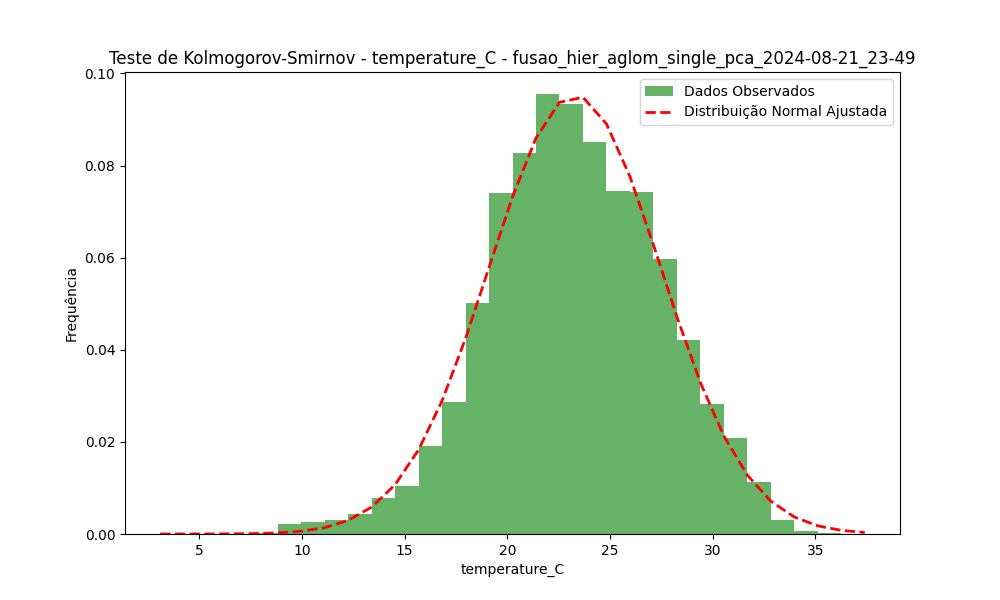 Teste de Kolmogorov-Smirnov - temperature_C - fusao_hier_aglom_single_pca_2024-08-21_23-49
Dados Observados
Distribuição Normal Ajustada
0.10
0.08
0.06
0.04
0.02
0.00
Frequência
5
10
15
20
25
30
35
temperature_C